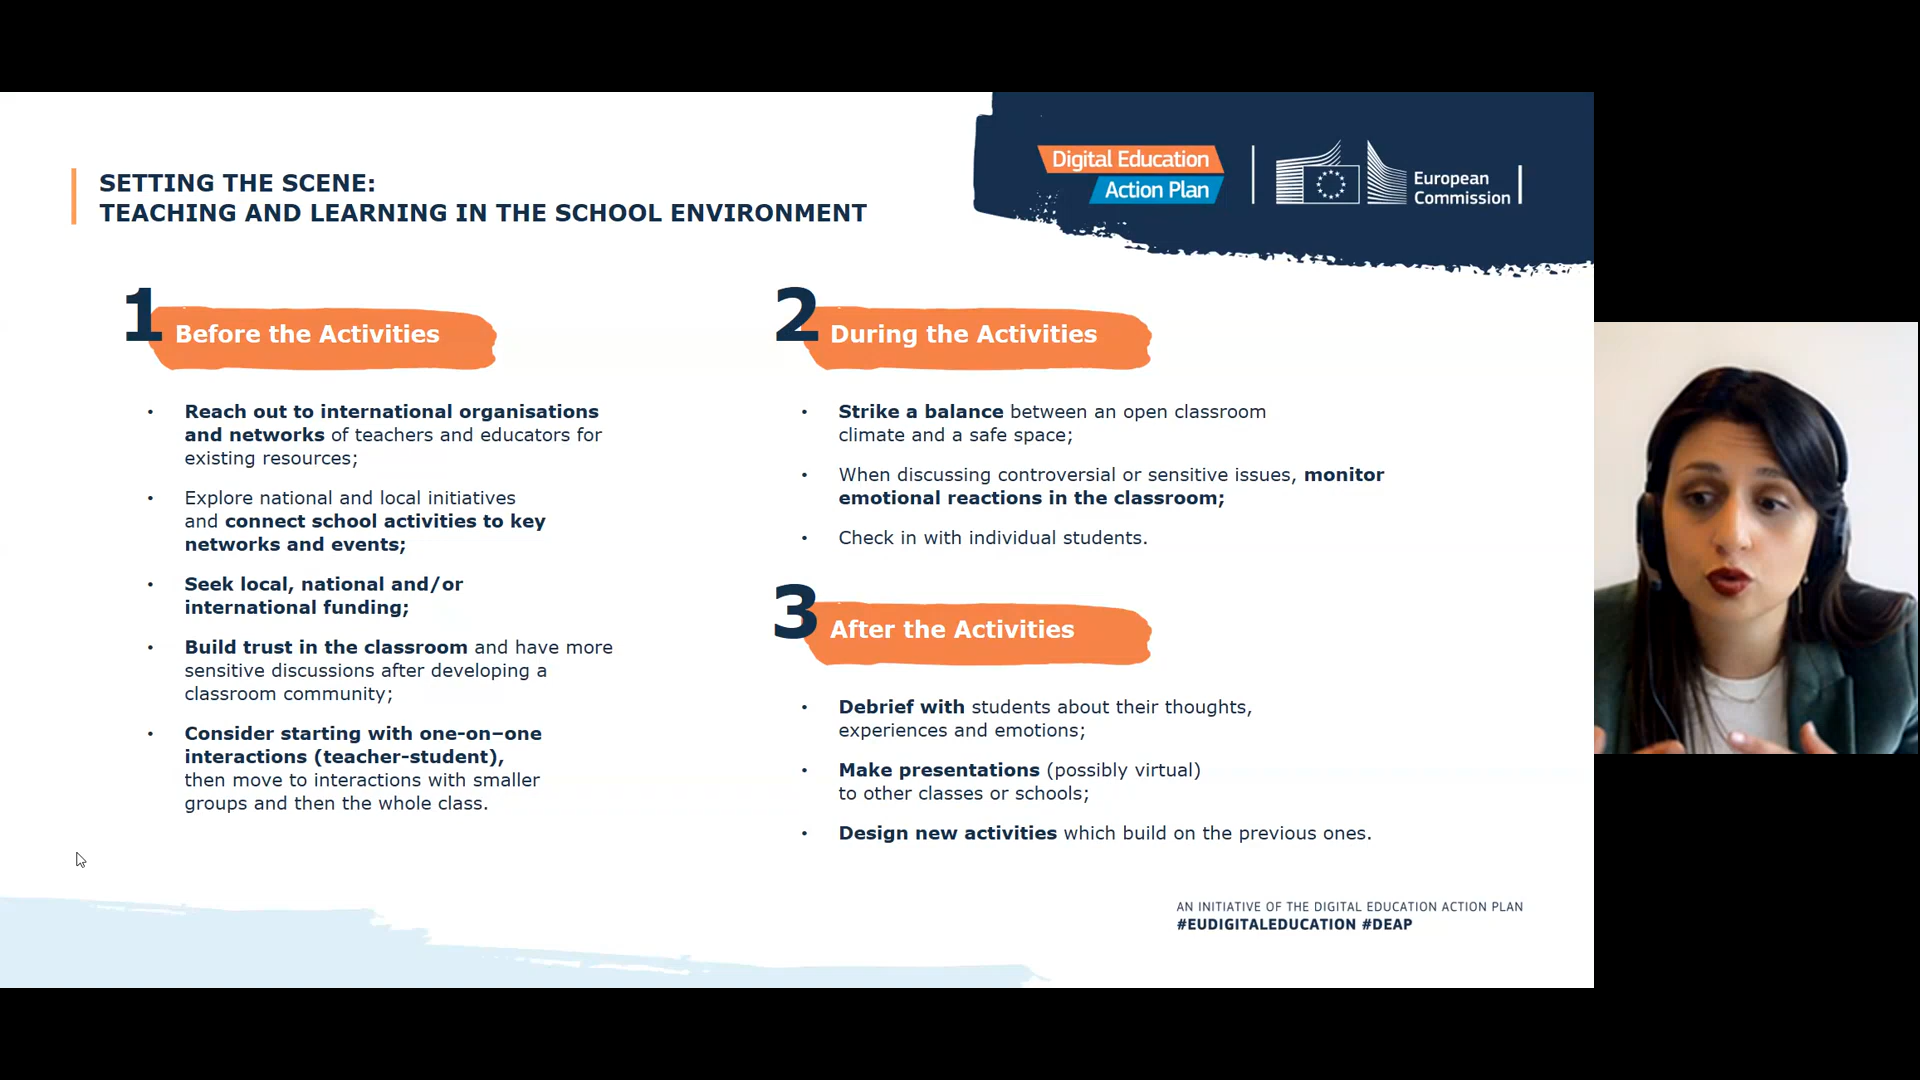 Digital Education
Action Plan
European
Commission
SETTING THE SCENE:
TEACHING AND LEARNING IN THE SCHOOL ENVIRONMENT
1
Before the Activities
• Reach out to international organisations
and networks of teachers and educators for
existing resources;
• Explore national and local initiatives
and connect school activities to key
networks and events;
• Seek local, national and/or
international funding;
• Build trust in the classroom and have more
sensitive discussions after developing a
classroom community;
• Consider starting with one-on–one
interactions (teacher-student),
then move to interactions with smaller
groups and then the whole class.
2
During the Activities
• Strike a balance between an open classroom
climate and a safe space;
• When discussing controversial or sensitive issues, monitor
emotional reactions in the classroom;
• Check in with individual students.
3
After the Activities
• Debrief with students about their thoughts,
experiences and emotions;
• Make presentations (possibly virtual)
to other classes or schools;
• Design new activities which build on the previous ones.
AN INITIATIVE OF THE DIGITAL EDUCATION ACTION PLAN
#EUDIGITALEDUCATION #DEAP